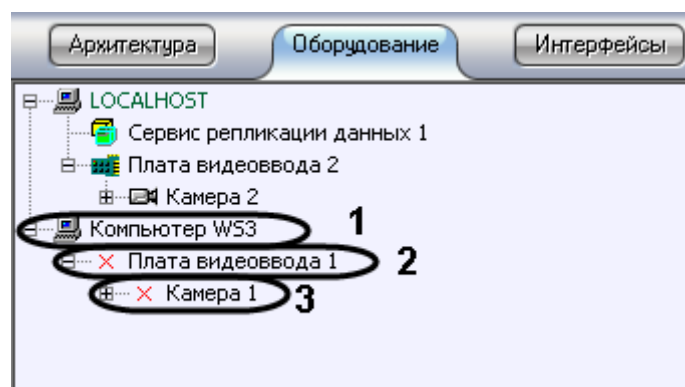 Архитектура Оборудование Интерфейсы
LOCALHOST
Сервис репликации данных 1
Плата видеоввода 2
Камера 2
Компьютер WS3 1
Плата видеоввода 1 2
Камера 1 3